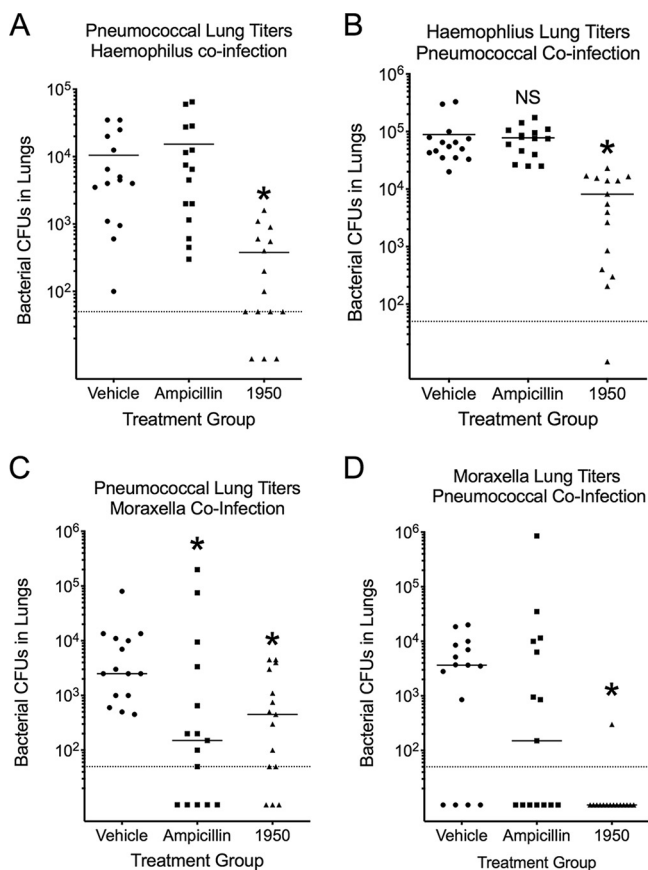 A
Pneumococcal Lung Titers
Haemophilus co-infection
Bacterial CFUs in Lungs
10^5
10^4
10^3
10^2
*
Vehicle Ampicillin 1950
Treatment Group
B
Haemophlius Lung Titers
Pneumococcal Co-infection
Bacterial CFUs in Lungs
10^6
10^5
10^4
10^3
10^2
NS
*
Vehicle Ampicillin 1950
Treatment Group
C
Pneumococcal Lung Titers
Moraxella Co-Infection
Bacterial CFUs in Lungs
10^6
10^5
10^4
10^3
10^2
*
*
Vehicle Ampicillin 1950
Treatment Group
D
Moraxella Lung Titers
Pneumococcal Co-Infection
Bacterial CFUs in Lungs
10^6
10^5
10^4
10^3
10^2
*
Vehicle Ampicillin 1950
Treatment Group